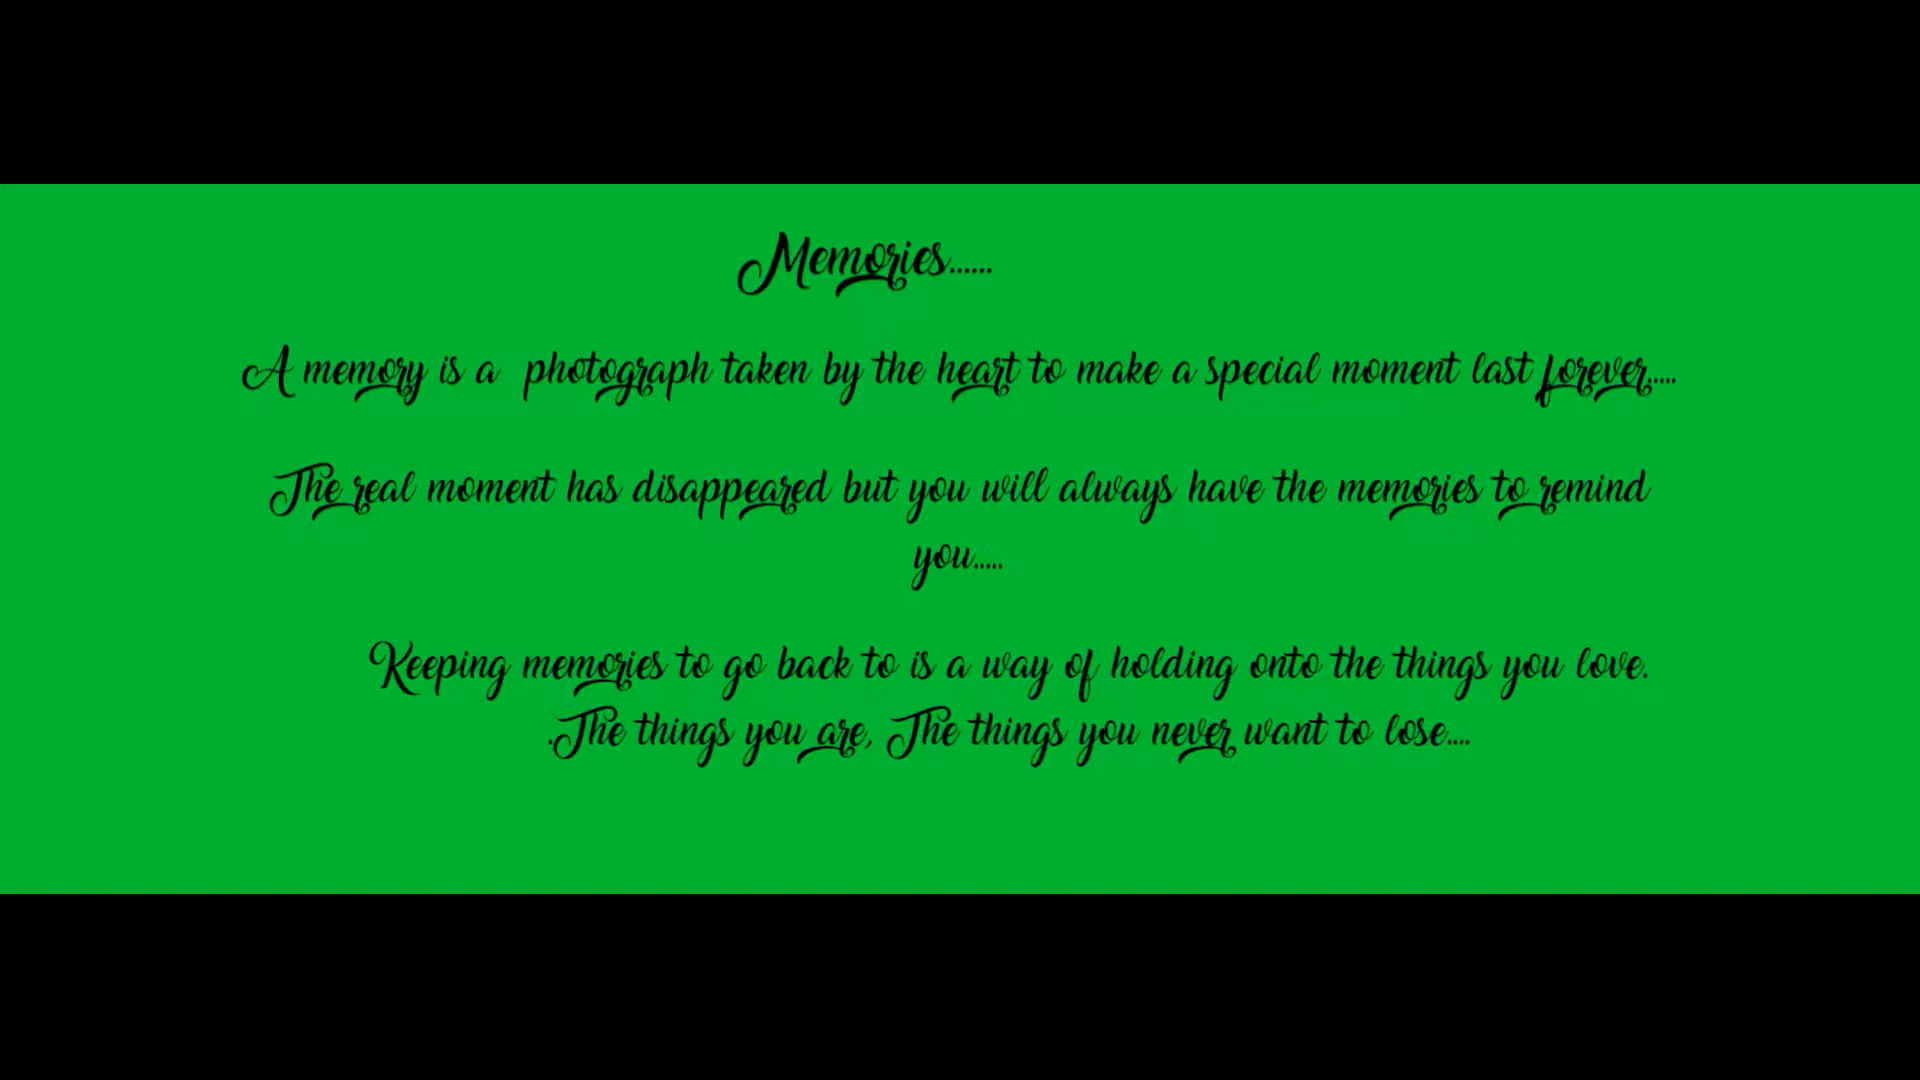 Memories......
A memory is a  photograph taken by the heart to make a special moment last forever.....
The real moment has disappeared but you will always have the memories to remind
you.....
Keeping memories to go back to is a way of holding onto the things you love.
.The things you are, The things you never want to lose....